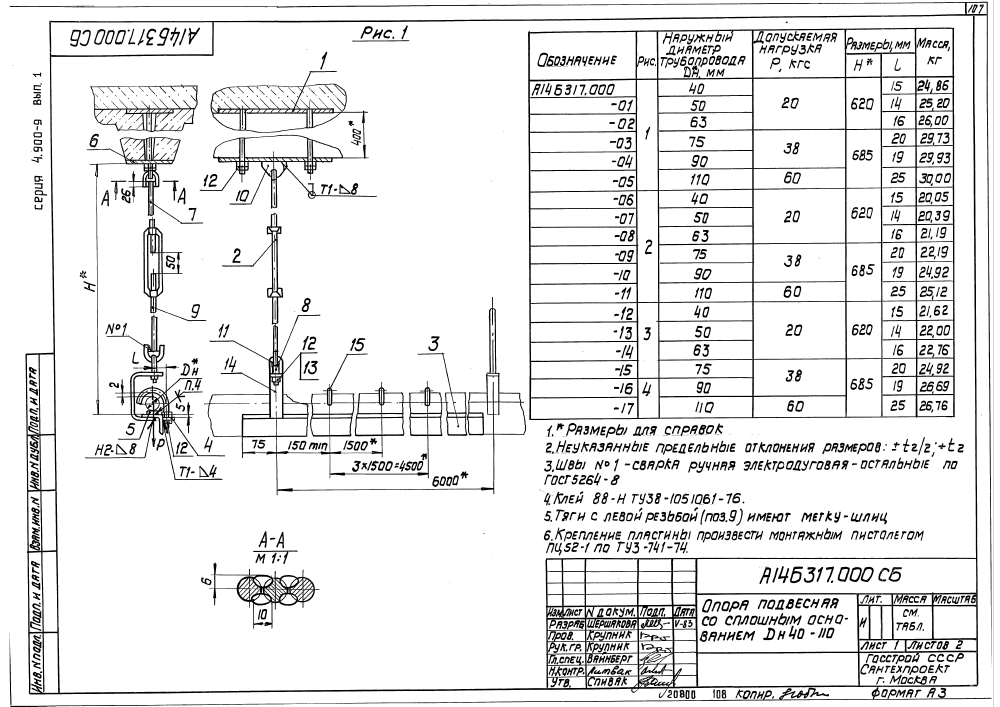 107
А14Б317.000 СБ
Рис. 1
серия 4.900-9 вып. 1
Обозначение Рис. Наружный диаметр трубопровода Dн, мм Допускаемая нагрузка Р, кгс Размеры, мм Н* L Масса, кг
А14Б317.000 1 40 20 620 15 24,86
-01 50 14 25,20
-02 63 16 26,00
-03 75 38 685 20 29,73
-04 90 19 29,93
-05 110 60 25 30,00
-06 2 40 20 620 15 20,05
-07 50 14 20,39
-08 63 16 21,19
-09 75 38 685 20 22,19
-10 90 19 24,92
-11 110 60 25 25,12
-12 3 40 20 620 15 21,62
-13 50 14 22,00
-14 63 16 22,76
-15 4 75 38 685 20 24,92
-16 90 19 26,69
-17 110 60 25 26,76
1
6
400*
12
10
Т1-⊿8
А А
26
7
2
50
Н*
9
8
№1
11
12
15
3
L
14
13
Dн*
п.4
2
5
5
Р
12
4
Н2-⊿8
Т1-⊿4
75
150 min
1500*
3×1500=4500*
6000*
А-А
М 1:1
6
10
1.* Размеры для справок
2. Неуказанные предельные отклонения размеров: ±t2/2; +t2
3. Швы №1 - сварка ручная электродуговая - остальные по
ГОСТ 5264-8
4. Клей 88-Н ТУ38-1051061-76.
5. Тяги с левой резьбой (поз.9) имеют метку-шлиц
6. Крепление пластины произвести монтажным пистолетом
ПЦ52-1 по ТУ3-741-74.
А14Б317.000 СБ
Изм. Лист N докум. Подп. Дата
Разраб. Шершакова V-83
Пров. Крупник
Рук.гр. Крупник
Гл.спец. Вайнберг
Н.контр. Литвак
Утв. Спивак
Опора подвесная
со сплошным осно-
ванием Dн 40-110
Лит. Масса Масштаб
И см. табл.
Лист 1 Листов 2
Госстрой СССР
Сантехпроект
г. Москва
20800 108 Копир.
Формат А3
Инв.N подл. Подп. и дата Взам.инв.N Инв.N дубл. Подп. и дата